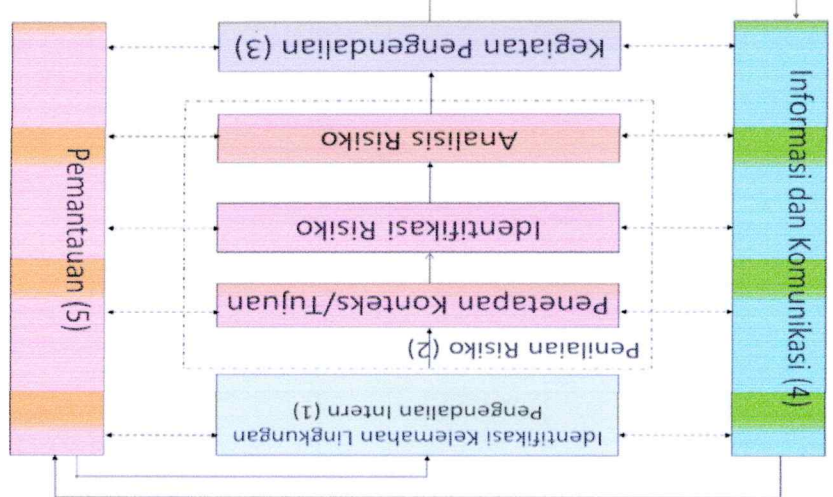 Identifikasi Kelemahan Lingkungan
Pengendalian Intern (1)
Penilaian Risiko (2)
Penetapan Konteks/Tujuan
Identifikasi Risiko
Analisis Risiko
Kegiatan Pengendalian (3)
Informasi dan Komunikasi (4)
Pemantauan (5)